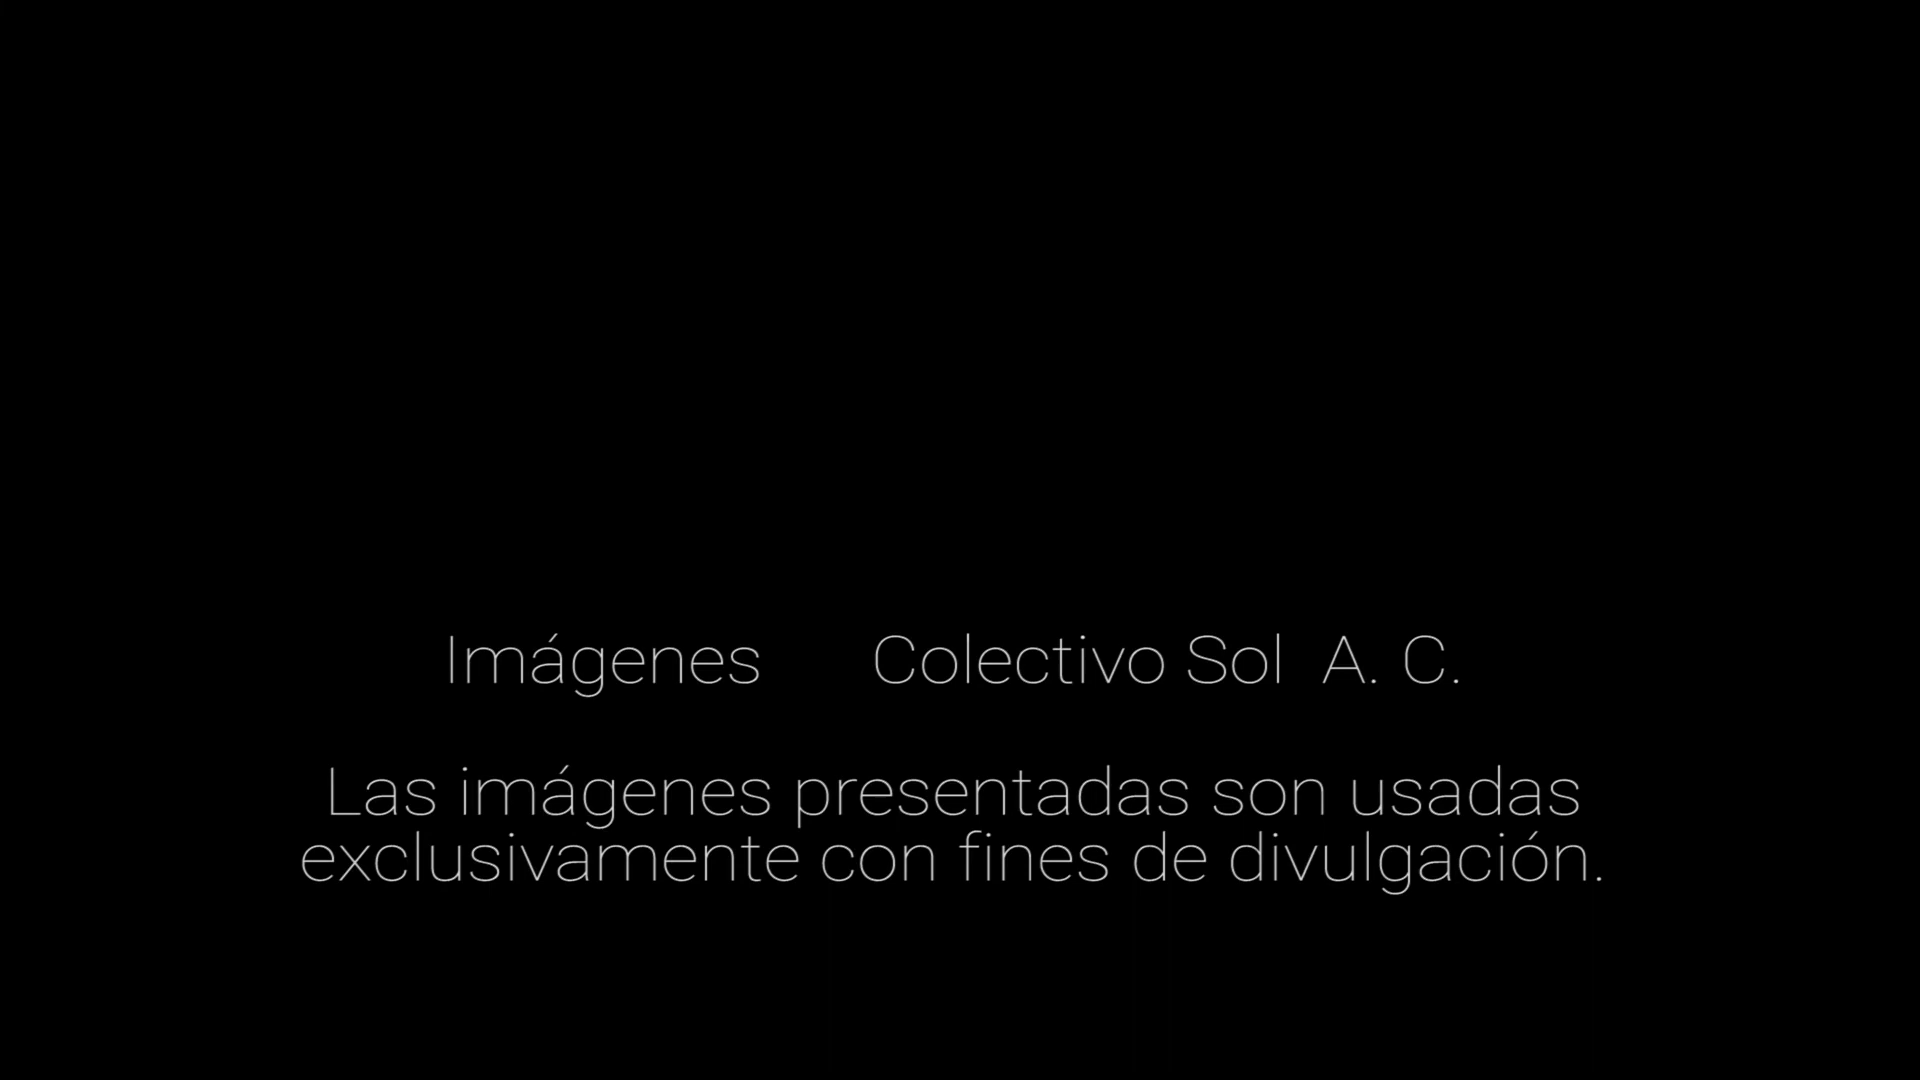 Imágenes Colectivo Sol A. C.
Las imágenes presentadas son usadas
exclusivamente con fines de divulgación.